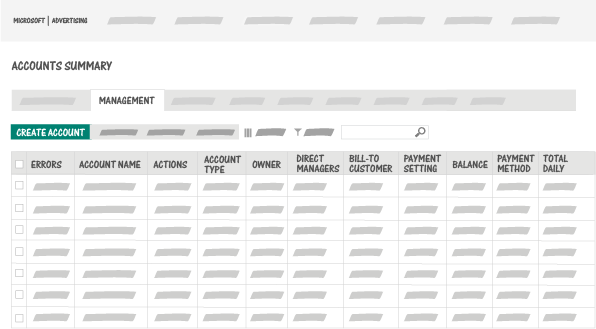 MICROSOFT | ADVERTISING
ACCOUNTS SUMMARY
MANAGEMENT
CREATE ACCOUNT
ERRORS ACCOUNT NAME ACTIONS ACCOUNT TYPE OWNER DIRECT MANAGERS BILL-TO CUSTOMER PAYMENT SETTING BALANCE PAYMENT METHOD TOTAL DAILY